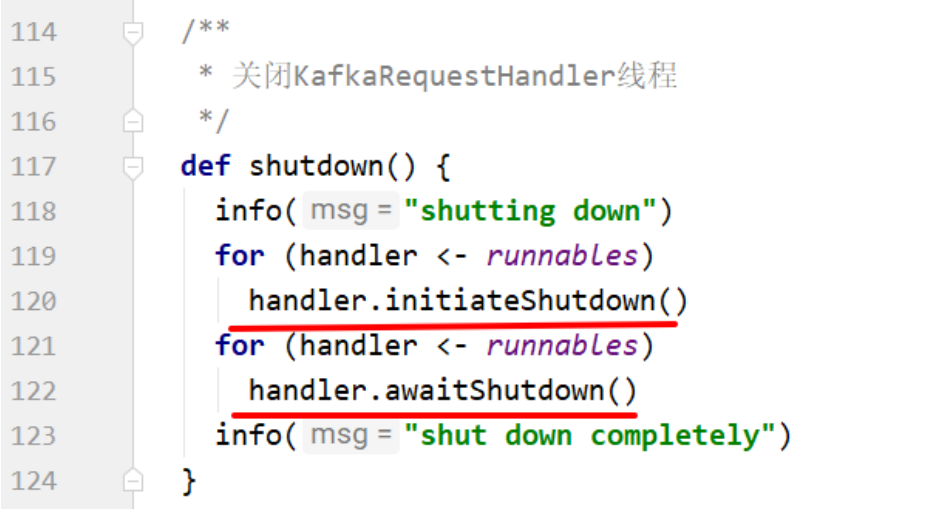 114 /**
115 * 关闭KafkaRequestHandler线程
116 */
117 def shutdown() {
118 info( msg = "shutting down")
119 for (handler <- runnables)
120 handler.initiateShutdown()
121 for (handler <- runnables)
122 handler.awaitShutdown()
123 info( msg = "shut down completely")
124 }